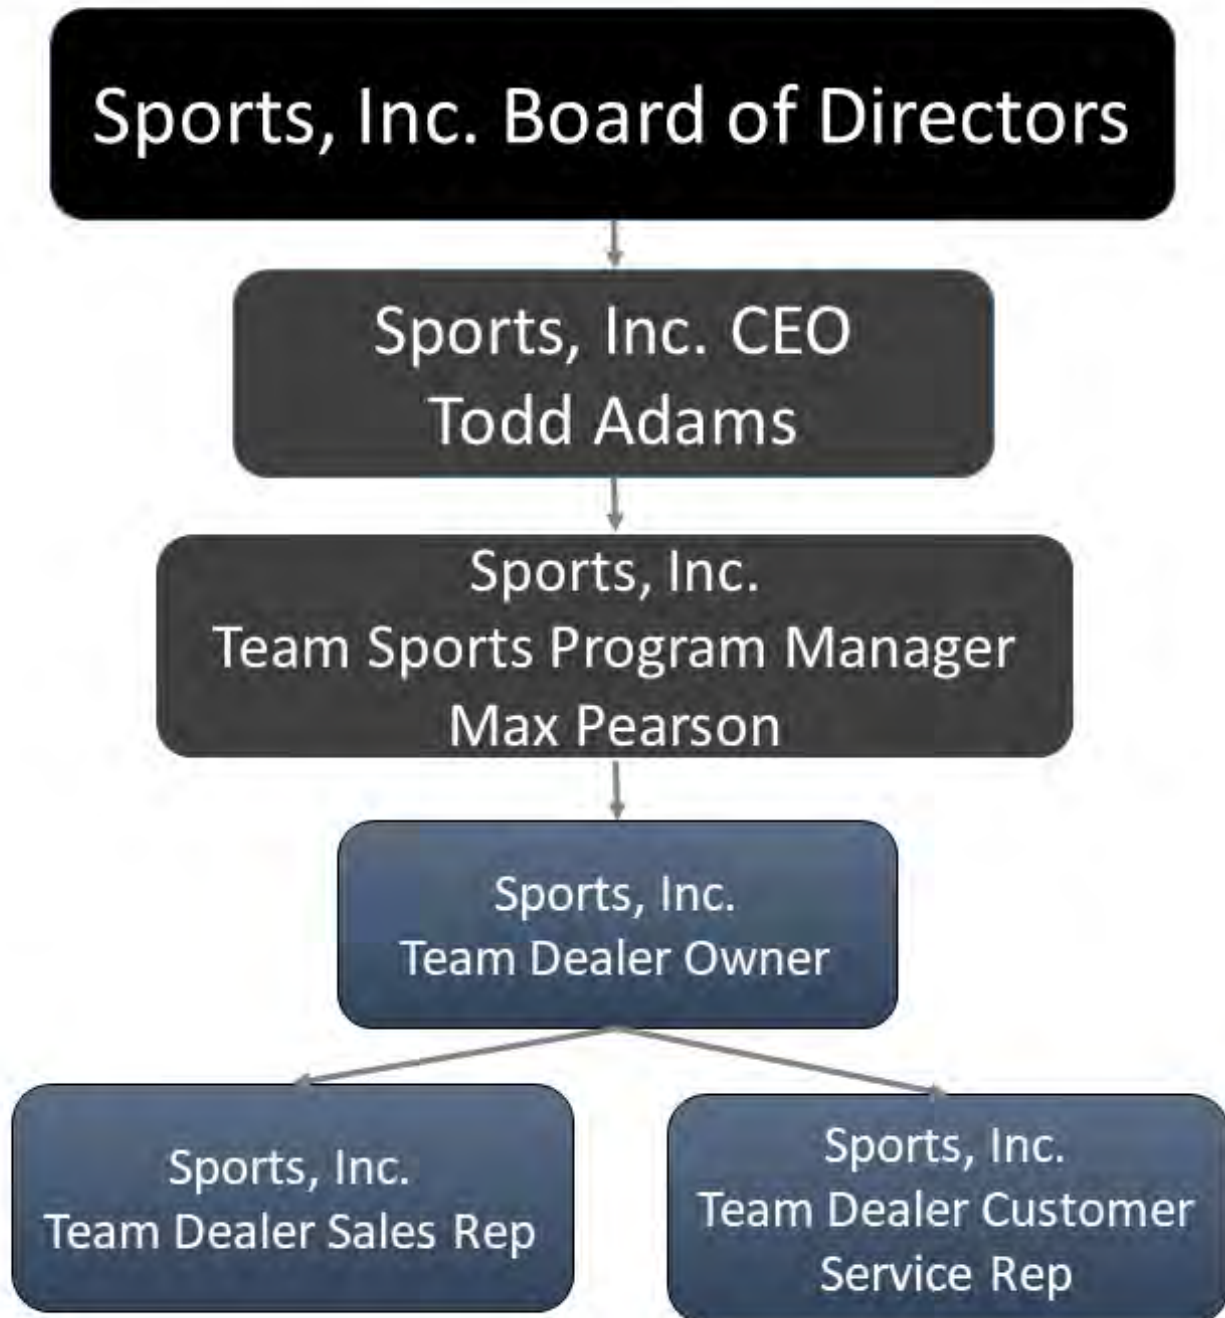 Sports, Inc. Board of Directors
Sports, Inc. CEO
Todd Adams
Sports, Inc.
Team Sports Program Manager
Max Pearson
Sports, Inc.
Team Dealer Owner
Sports, Inc.
Team Dealer Sales Rep
Sports, Inc.
Team Dealer Customer
Service Rep